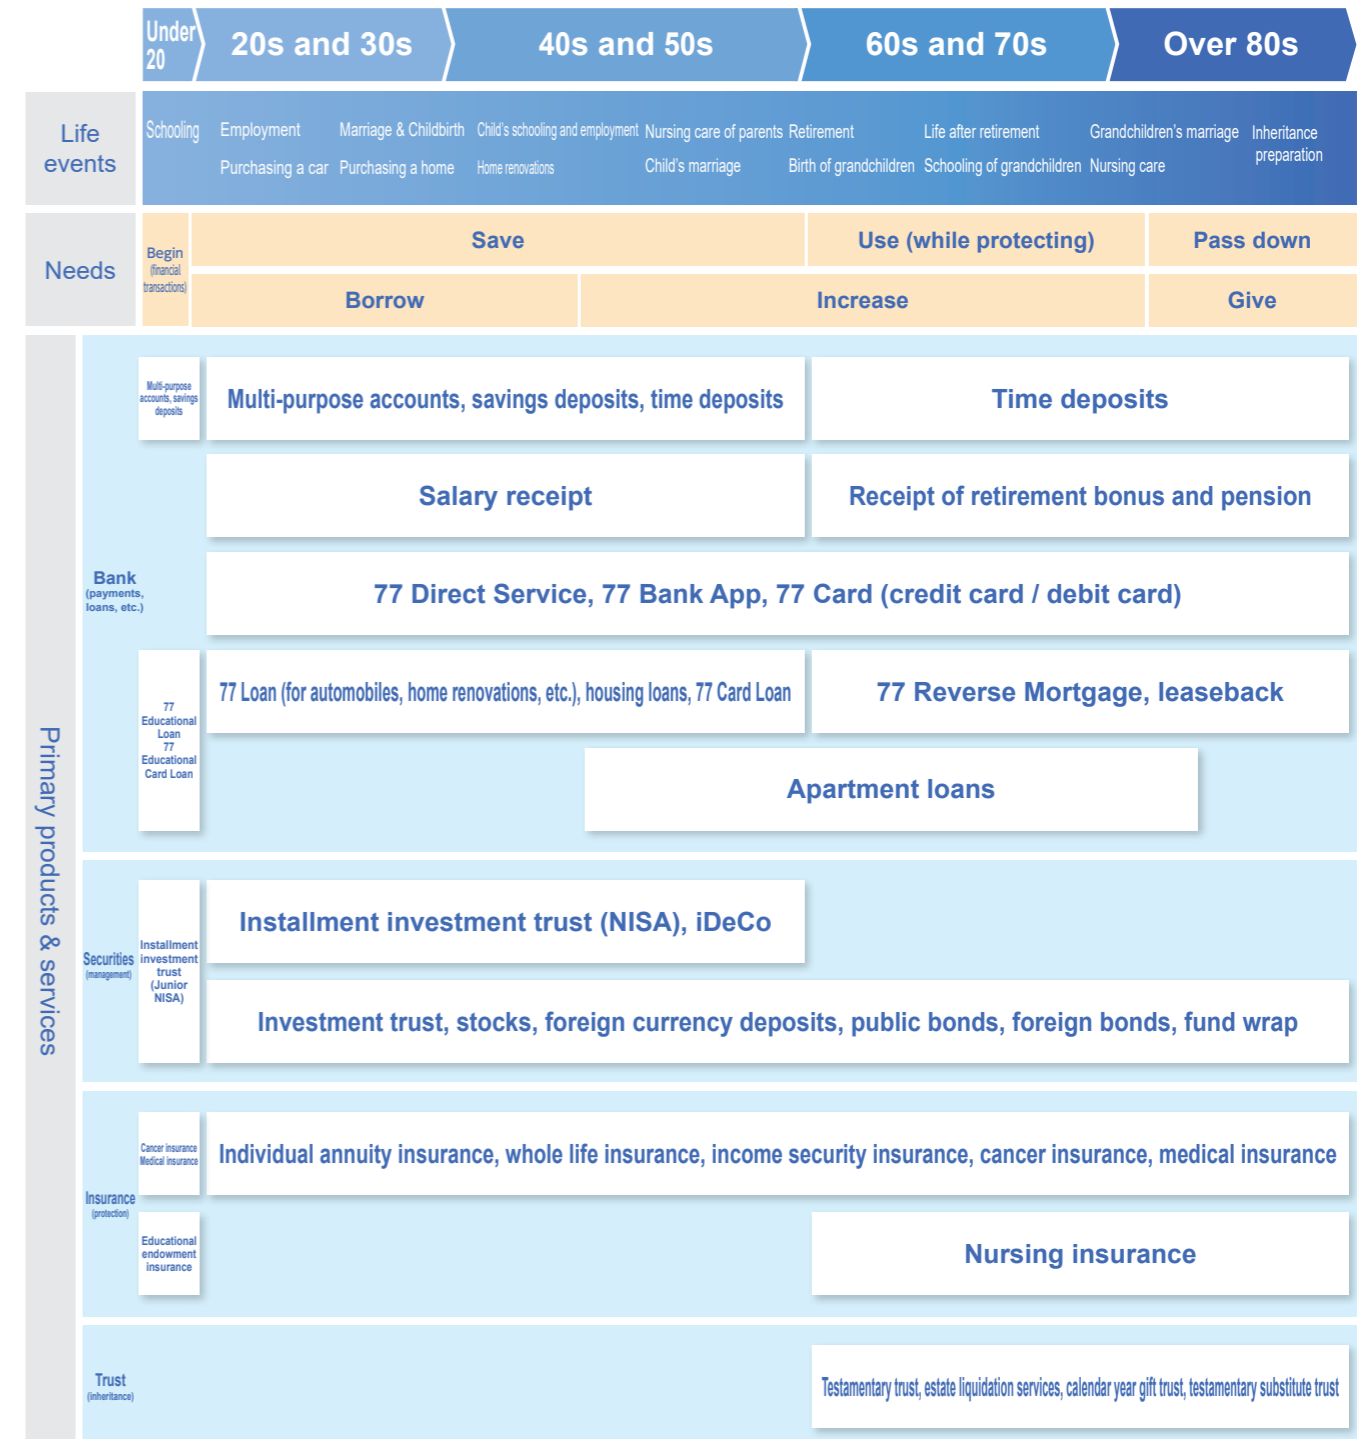 Under
20
20s and 30s
40s and 50s
60s and 70s
Over 80s
Life
events
Schooling
Employment
Purchasing a car
Marriage & Childbirth
Purchasing a home
Child's schooling and employment
Home renovations
Nursing care of parents
Child's marriage
Retirement
Birth of grandchildren
Life after retirement
Schooling of grandchildren
Grandchildren's marriage
Nursing care
Inheritance
preparation
Needs
Begin
(financial
transactions)
Save
Use (while protecting)
Pass down
Borrow
Increase
Give
Primary products & services
Bank
(payments,
loans, etc.)
Multi-purpose
accounts, savings
deposits
Multi-purpose accounts, savings deposits, time deposits
Time deposits
Salary receipt
Receipt of retirement bonus and pension
77 Direct Service, 77 Bank App, 77 Card (credit card / debit card)
77
Educational
Loan
77
Educational
Card Loan
77 Loan (for automobiles, home renovations, etc.), housing loans, 77 Card Loan
77 Reverse Mortgage, leaseback
Apartment loans
Securities
(management)
Installment
investment
trust
(Junior
NISA)
Installment investment trust (NISA), iDeCo
Investment trust, stocks, foreign currency deposits, public bonds, foreign bonds, fund wrap
Insurance
(protection)
Cancer insurance
Medical insurance
Individual annuity insurance, whole life insurance, income security insurance, cancer insurance, medical insurance
Educational
endowment
insurance
Nursing insurance
Trust
(inheritance)
Testamentary trust, estate liquidation services, calendar year gift trust, testamentary substitute trust